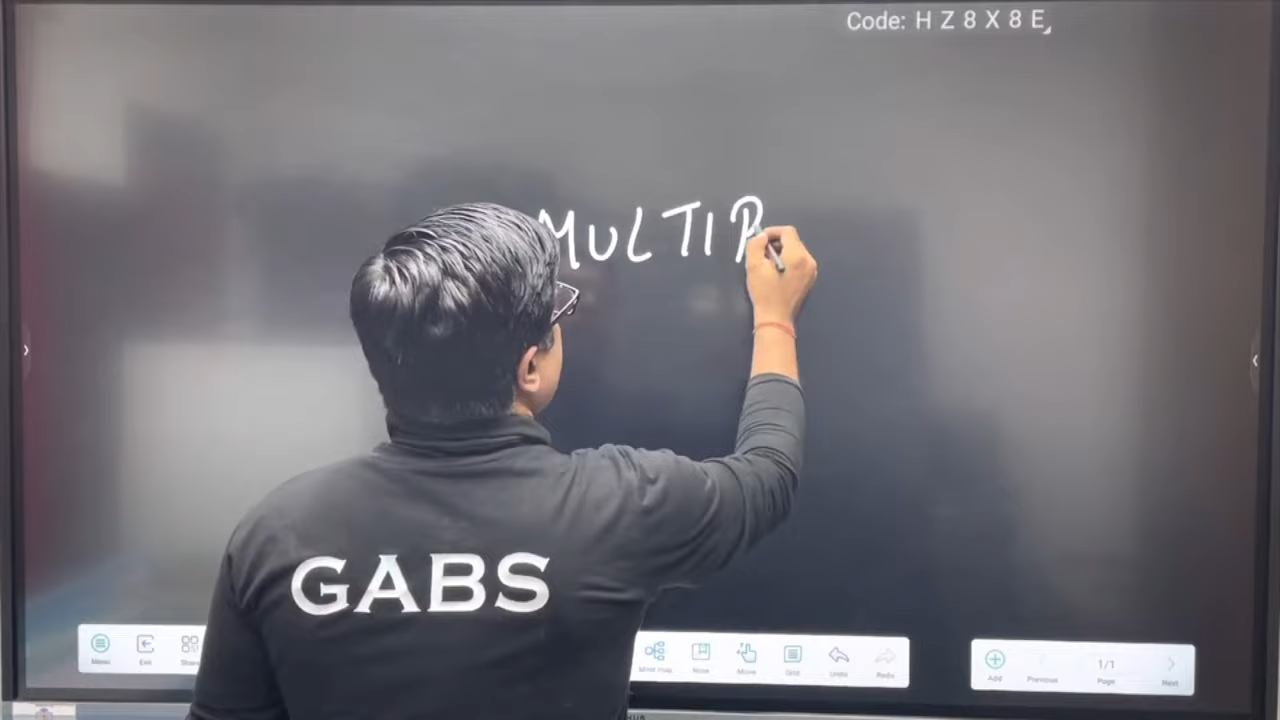 Code: H Z 8 X 8 E
MULTIP
GABS
Menu Exit Share Mind map Note Move Grid Undo Redo Add Previous 1/1 Page Next